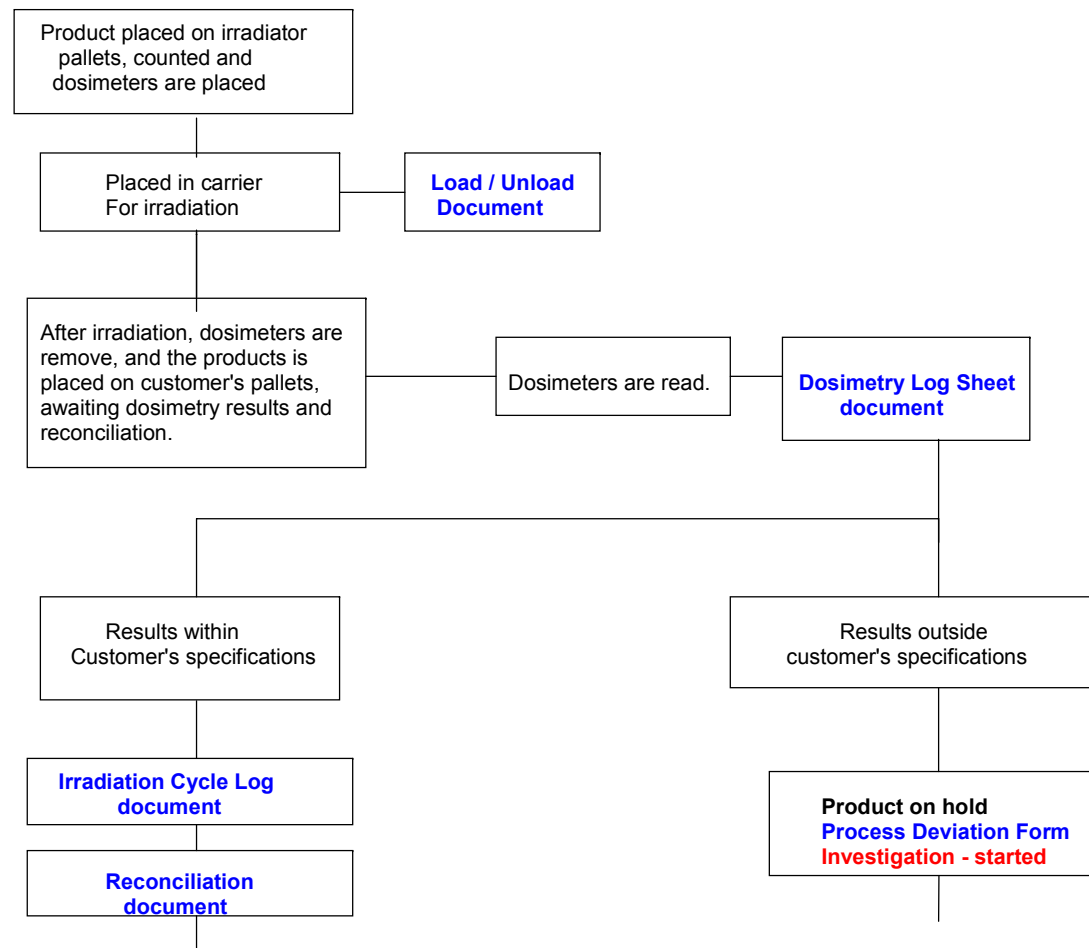 Product placed on irradiator
pallets, counted and
dosimeters are placed
Placed in carrier
For irradiation
Load / Unload
Document
After irradiation, dosimeters are
remove, and the products is
placed on customer's pallets,
awaiting dosimetry results and
reconciliation.
Dosimeters are read.
Dosimetry Log Sheet
document
Results within
Customer's specifications
Results outside
customer's specifications
Irradiation Cycle Log
document
Product on hold
Process Deviation Form
Investigation - started
Reconciliation
document